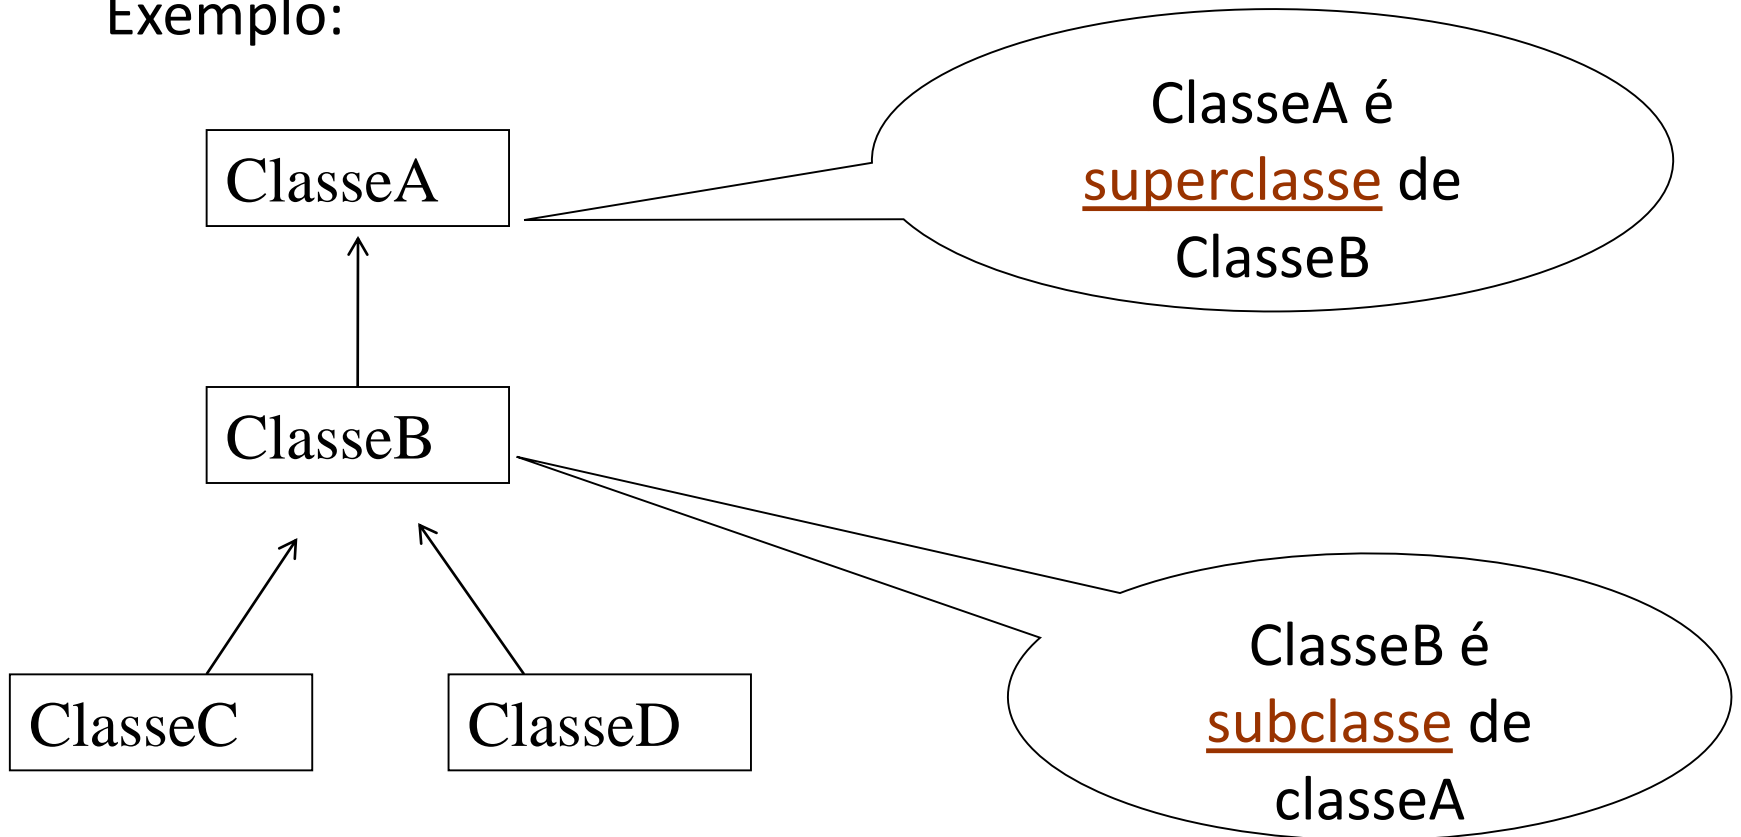 Exemplo:
ClasseA
ClasseA é
superclasse de
ClasseB
ClasseB
ClasseB é
subclasse de
classeA
ClasseC
ClasseD